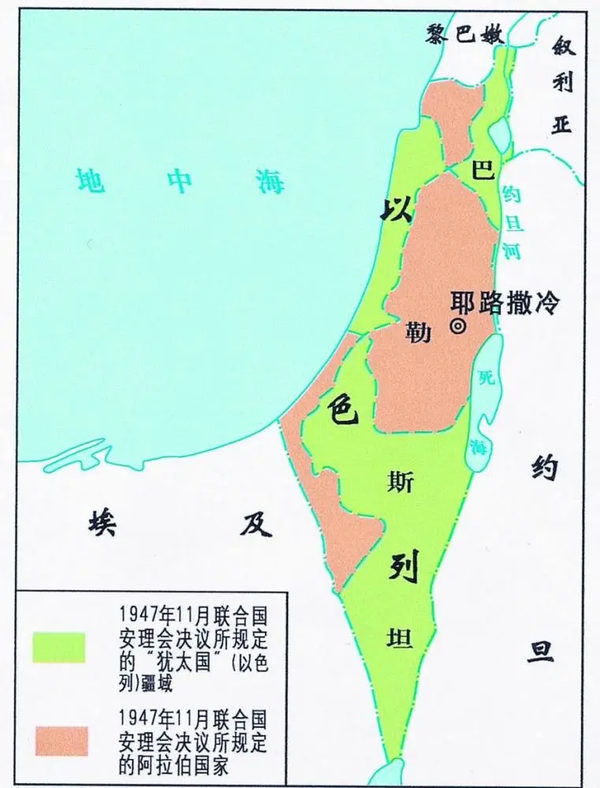 黎巴嫩
叙利亚
地中海
巴勒斯坦
以色列
约旦河
耶路撒冷
死海
埃及
约旦
1947年11月联合国
安理会决议所规定
的“犹太国”(以色
列)疆域
1947年11月联合国
安理会决议所规定
的阿拉伯国家